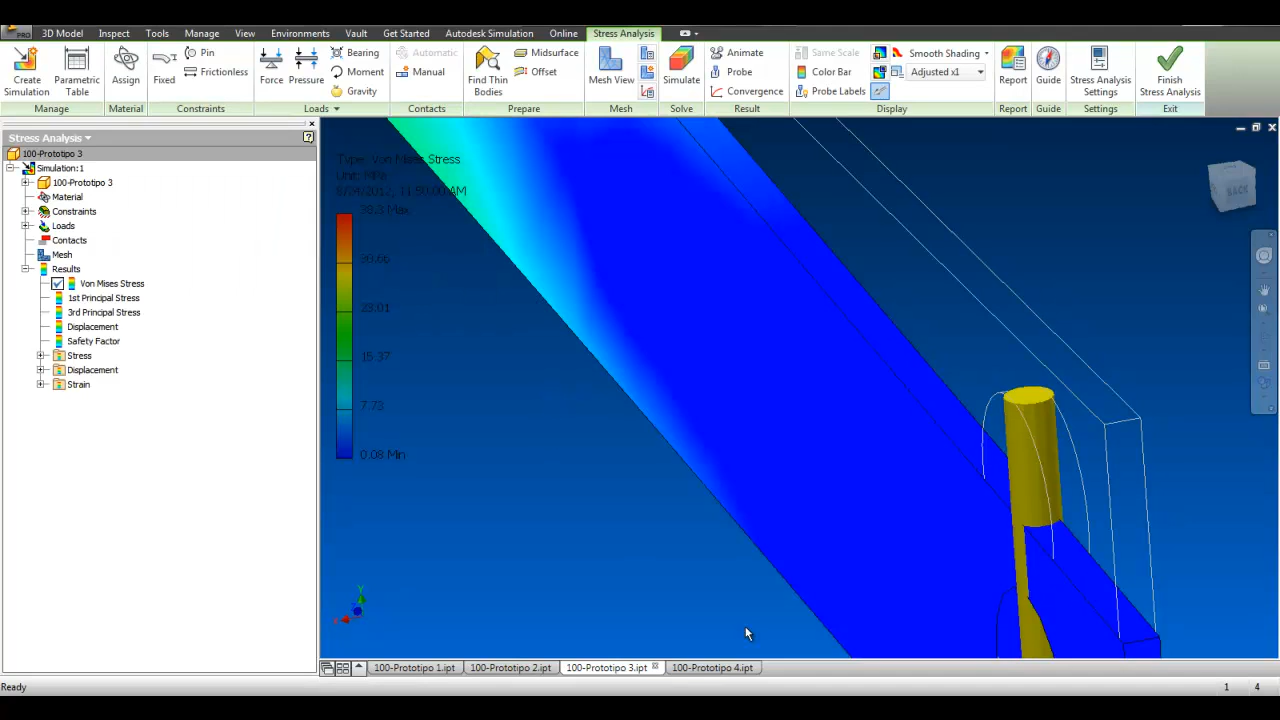 PRO
3D Model Inspect Tools Manage View Environments Vault Get Started Autodesk Simulation Online Stress Analysis
Create Simulation
Parametric Table
Assign
Fixed
Pin
Frictionless
Force
Pressure
Bearing
Moment
Gravity
Automatic
Manual
Find Thin Bodies
Midsurface
Offset
Mesh View
Simulate
Animate
Probe
Convergence
Same Scale
Color Bar
Probe Labels
Smooth Shading
Adjusted x1
Report
Guide
Stress Analysis Settings
Finish Stress Analysis
Manage Material Constraints Loads Contacts Prepare Mesh Solve Result Display Report Guide Settings Exit
Stress Analysis
100-Prototipo 3
Simulation:1
100-Prototipo 3
Material
Constraints
Loads
Contacts
Mesh
Results
Von Mises Stress
1st Principal Stress
3rd Principal Stress
Displacement
Safety Factor
Stress
Displacement
Strain
Type: Von Mises Stress
Unit: MPa
23.01
15.37
7.73
0.08 Min
BACK
Y
100-Prototipo 1.ipt 100-Prototipo 2.ipt 100-Prototipo 3.ipt 100-Prototipo 4.ipt
Ready
1 4